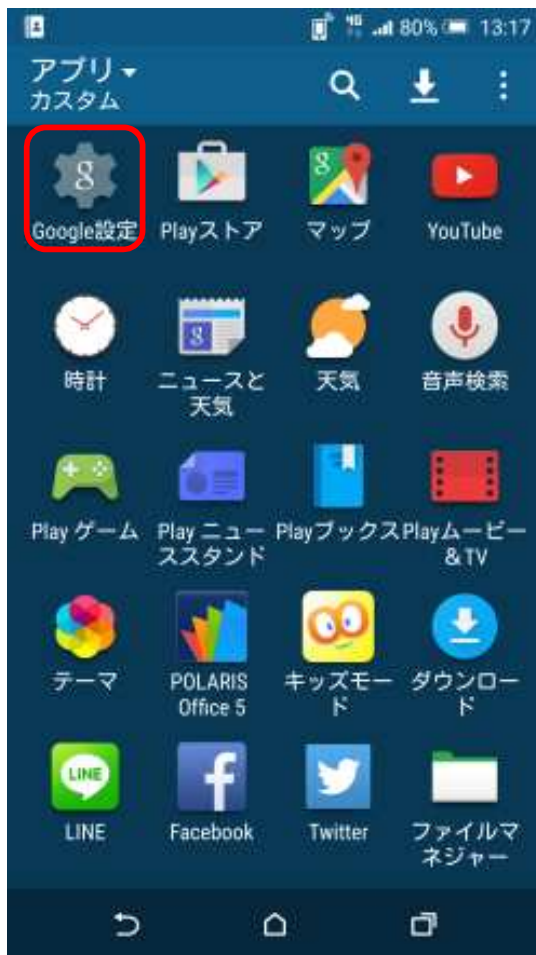 4G 80% 13:17
アプリ
カスタム
Google設定 Playストア マップ YouTube
時計 ニュースと 天気 音声検索
天気
Play ゲーム Play ニュー Playブックス Playムービー
ススタンド &TV
テーマ POLARIS キッズモー ダウンロー
Office 5 ド ド
LINE Facebook Twitter ファイルマ
ネジャー